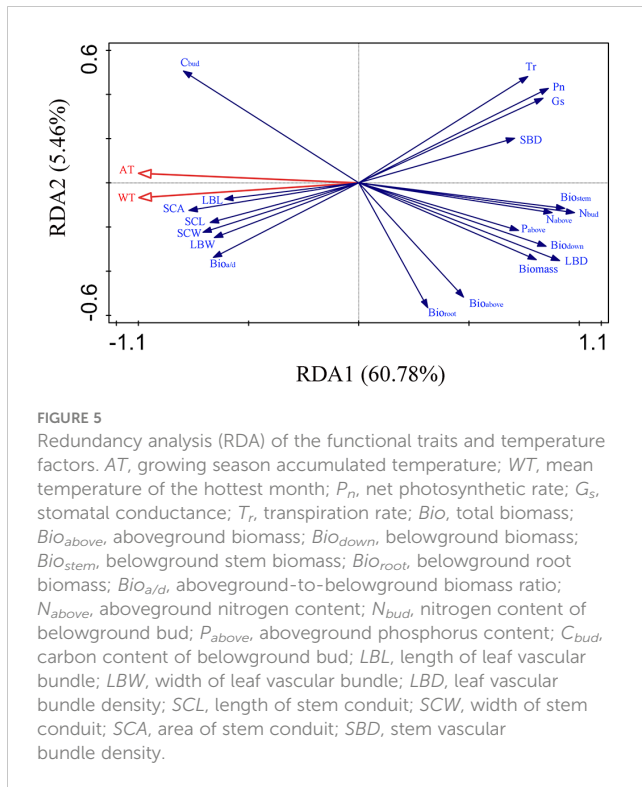 0.6
RDA2 (5.46%)
-0.6
Cbud
Tr
Pn
Gs
SBD
AT
WT
LBL
SCA
SCL
SCW
LBW
Bioa/d
Biostem
Nabove
Nbud
Pabove
Biodown
Biomass
LBD
Bioabove
Bioroot
-1.1
1.1
RDA1 (60.78%)
FIGURE 5
Redundancy analysis (RDA) of the functional traits and temperature
factors. AT, growing season accumulated temperature; WT, mean
temperature of the hottest month; Pn, net photosynthetic rate; Gs,
stomatal conductance; Tr, transpiration rate; Bio, total biomass;
Bioabove, aboveground biomass; Biodown, belowground biomass;
Biostem, belowground stem biomass; Bioroot, belowground root
biomass; Bioa/d, aboveground-to-belowground biomass ratio;
Nabove, aboveground nitrogen content; Nbud, nitrogen content of
belowground bud; Pabove, aboveground phosphorus content; Cbud,
carbon content of belowground bud; LBL, length of leaf vascular
bundle; LBW, width of leaf vascular bundle; LBD, leaf vascular
bundle density; SCL, length of stem conduit; SCW, width of stem
conduit; SCA, area of stem conduit; SBD, stem vascular
bundle density.